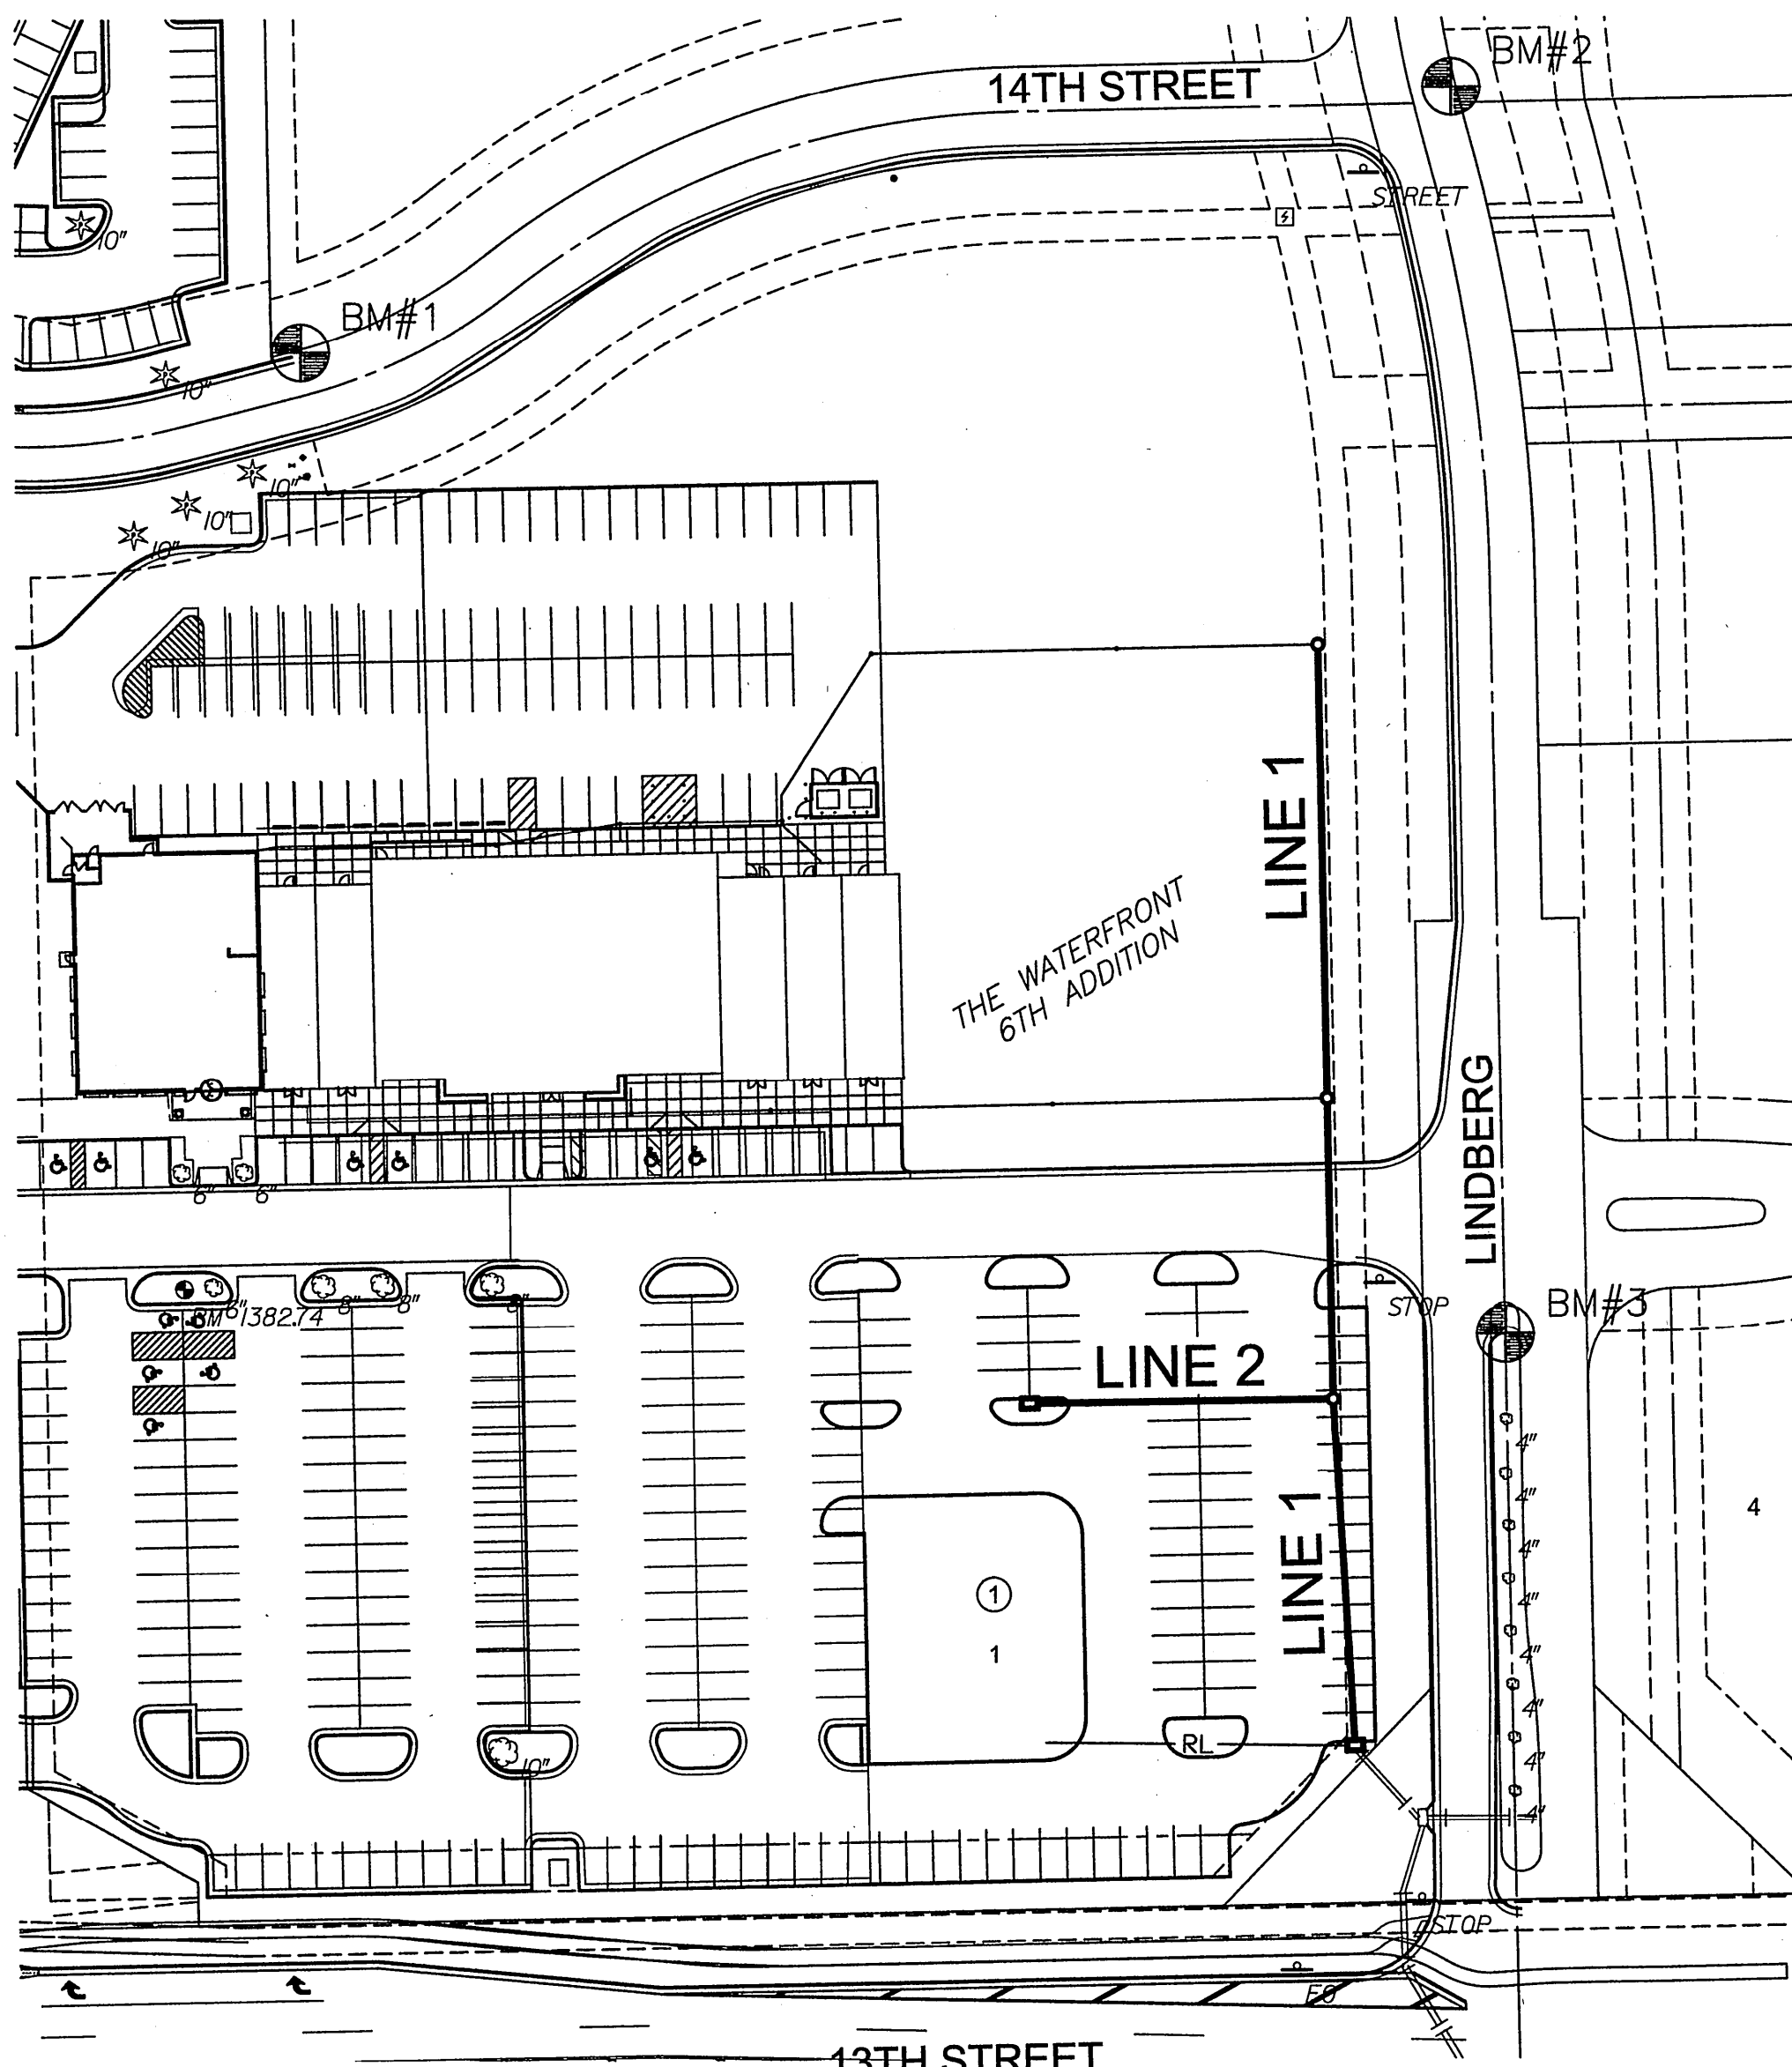 BM#2
14TH STREET
STREET
10"
BM#1
10"
10"
10"
10"
LINE 1
THE WATERFRONT
6TH ADDITION
LINDBERG
6" 6"
BM#3
STOP
6" 8" 8" 8"
BM 1382.74
LINE 2
4"
4"
4"
4"
4"
4"
4"
4"
4
LINE 1
1
1
RL
10"
STOP
EO
13TH STREET